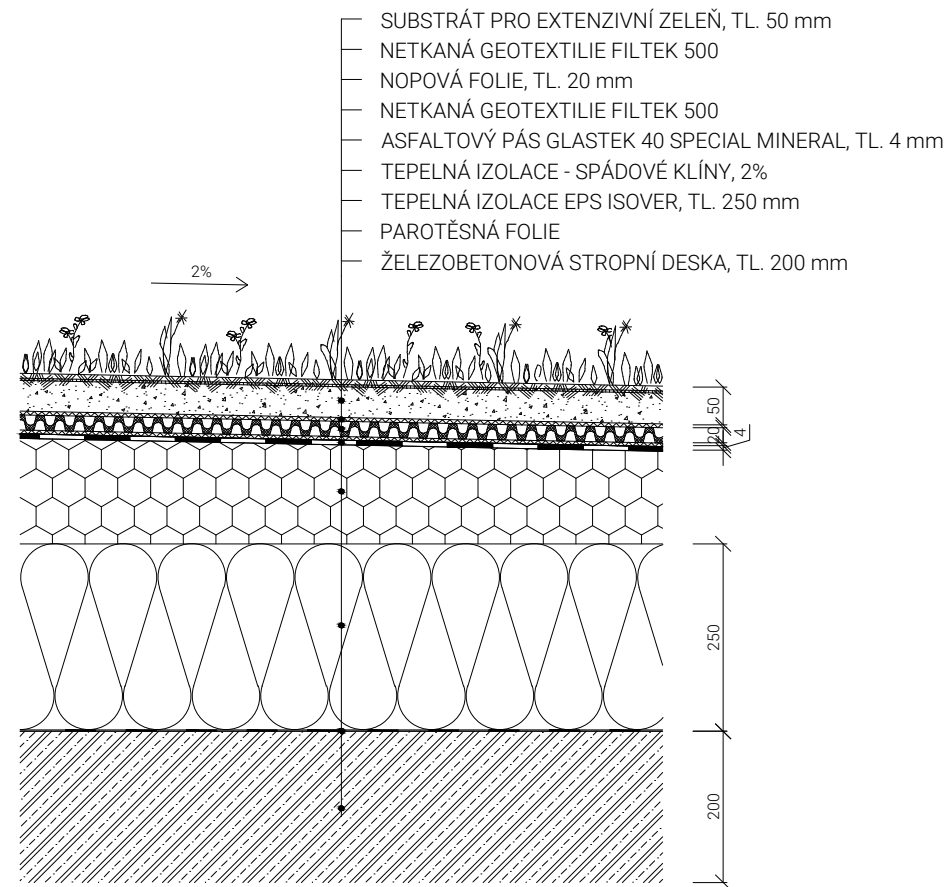 SUBSTRÁT PRO EXTENZIVNÍ ZELEŇ, TL. 50 mm
NETKANÁ GEOTEXTILIE FILTEK 500
NOPOVÁ FOLIE, TL. 20 mm
NETKANÁ GEOTEXTILIE FILTEK 500
ASFALTOVÝ PÁS GLASTEK 40 SPECIAL MINERAL, TL. 4 mm
TEPELNÁ IZOLACE - SPÁDOVÉ KLÍNY, 2%
TEPELNÁ IZOLACE EPS ISOVER, TL. 250 mm
PAROTĚSNÁ FOLIE
ŽELEZOBETONOVÁ STROPNÍ DESKA, TL. 200 mm
2%
50
20
4
250
200